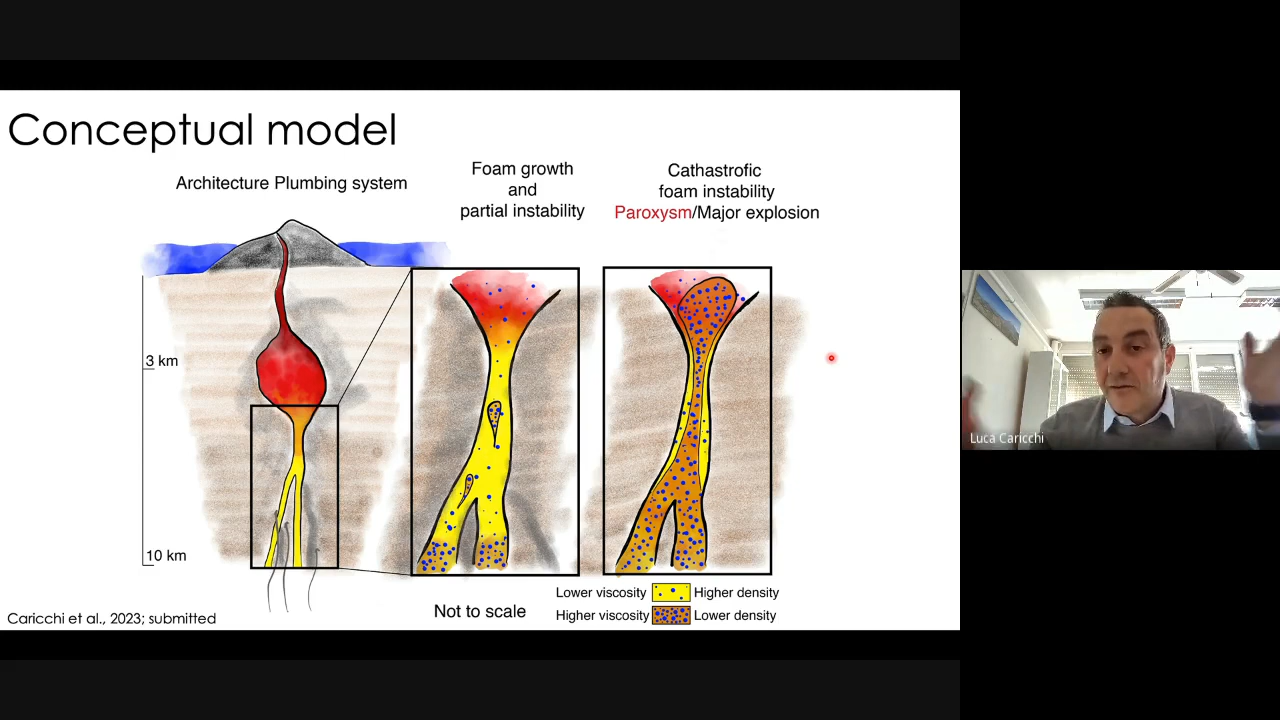 Conceptual model
Architecture Plumbing system
Foam growth
and
partial instability
Cathastrofic
foam instability
Paroxysm/Major explosion
3 km
10 km
Not to scale
Lower viscosity
Higher density
Higher viscosity
Lower density
Caricchi et al., 2023; submitted
Luca Caricchi